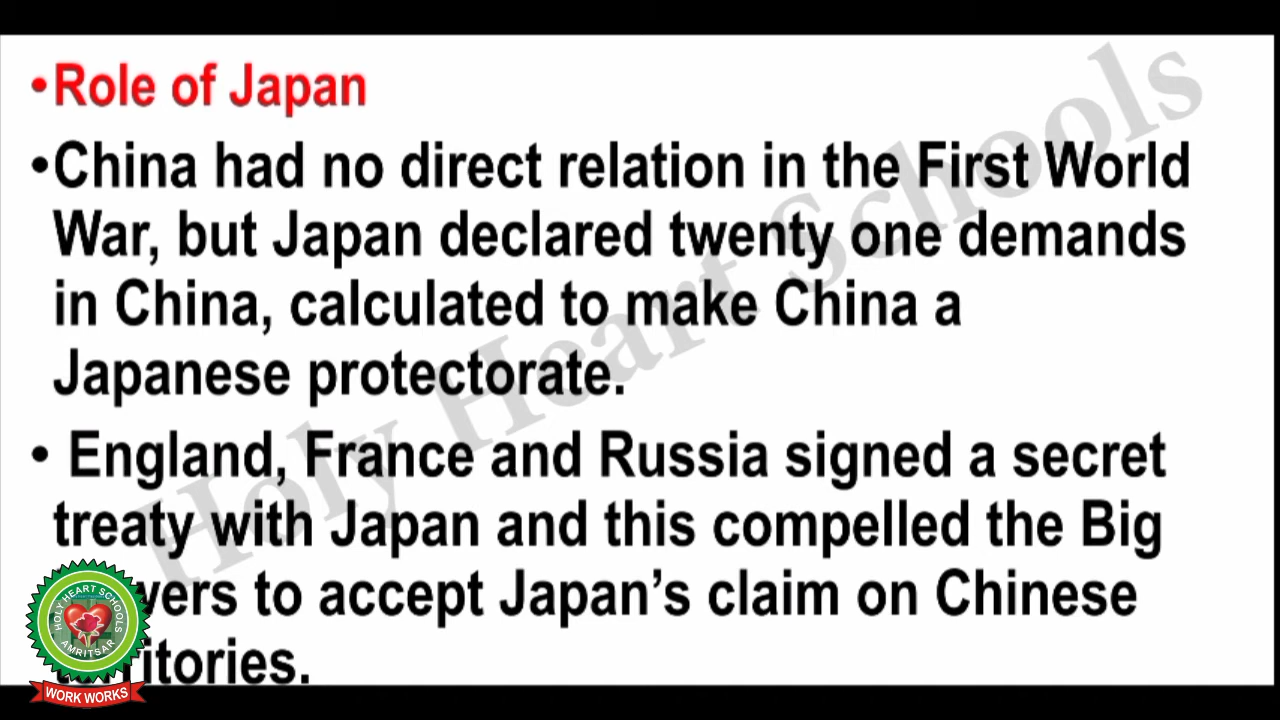 •Role of Japan
•China had no direct relation in the First World
War, but Japan declared twenty one demands
in China, calculated to make China a
Japanese protectorate.
• England, France and Russia signed a secret
treaty with Japan and this compelled the Big
to accept Japan's claim on Chinese
Holy Heart Schools
HOLY HEART SCHOOLS
AMRITSAR
WORK WORKS